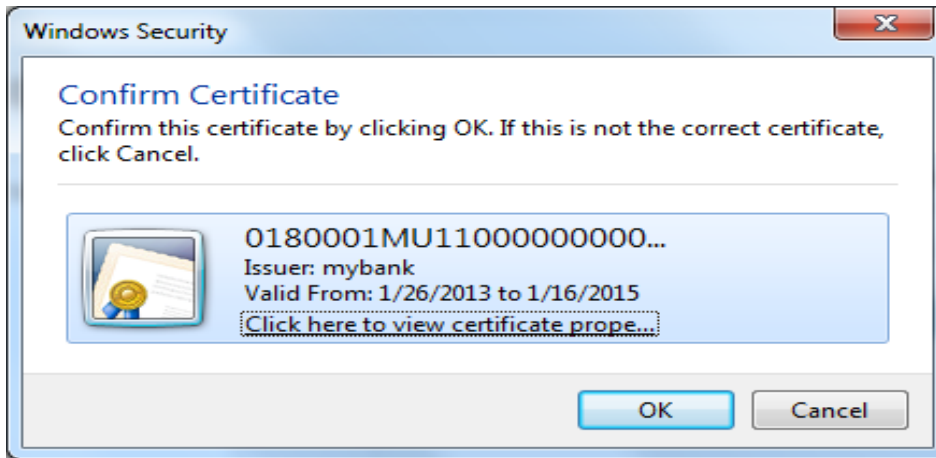 Windows Security
Confirm Certificate
Confirm this certificate by clicking OK. If this is not the correct certificate,
click Cancel.
0180001MU11000000000...
Issuer: mybank
Valid From: 1/26/2013 to 1/16/2015
Click here to view certificate prope...
OK
Cancel